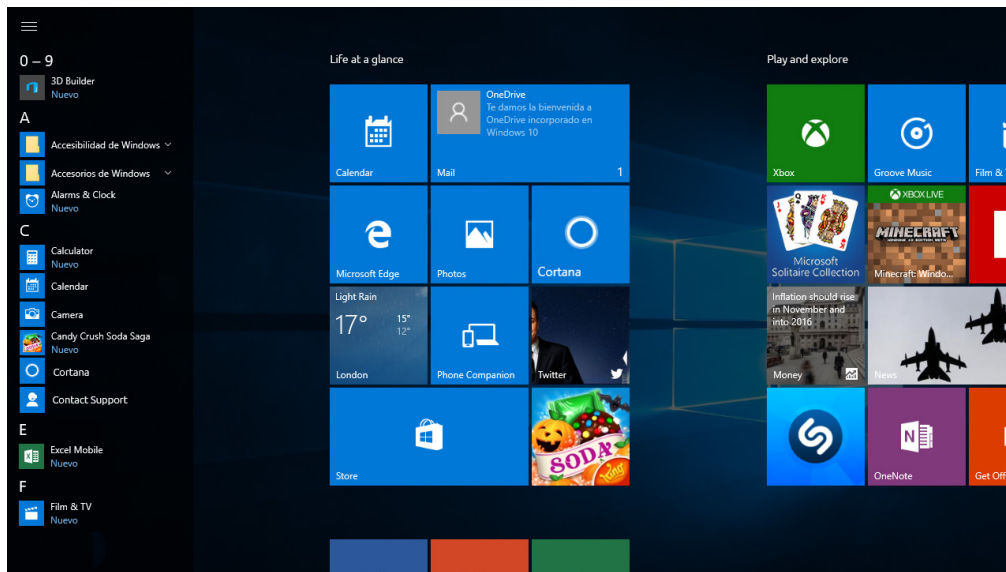 0 – 9
3D Builder
Nuevo
A
Accesibilidad de Windows
Accesorios de Windows
Alarms & Clock
Nuevo
C
Calculator
Nuevo
Calendar
Camera
Candy Crush Soda Saga
Nuevo
Cortana
Contact Support
E
Excel Mobile
Nuevo
F
Film & TV
Nuevo
Life at a glance
Calendar
OneDrive
Te damos la bienvenida a
OneDrive incorporado en
Windows 10
Mail
1
Microsoft Edge
Photos
Cortana
Light Rain
17°
15°
12°
London
Phone Companion
Twitter
Store
SODA
King
Play and explore
Xbox
Groove Music
Film &
Microsoft
Solitaire Collection
XBOX LIVE
MINECRAFT
Minecraft: Windo...
Inflation should rise
in November and
into 2016
Money
News
N
OneNote
Get Off